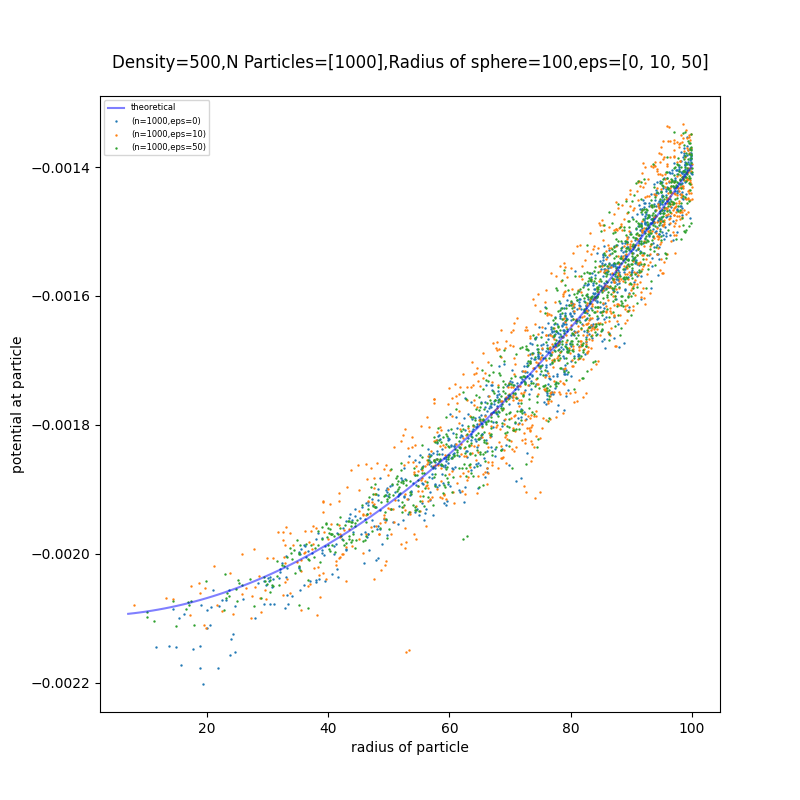 Density=500,N Particles=[1000],Radius of sphere=100,eps=[0, 10, 50]
theoretical
(n=1000,eps=0)
(n=1000,eps=10)
(n=1000,eps=50)
−0.0014
−0.0016
−0.0018
−0.0020
−0.0022
potential at particle
20 40 60 80 100
radius of particle